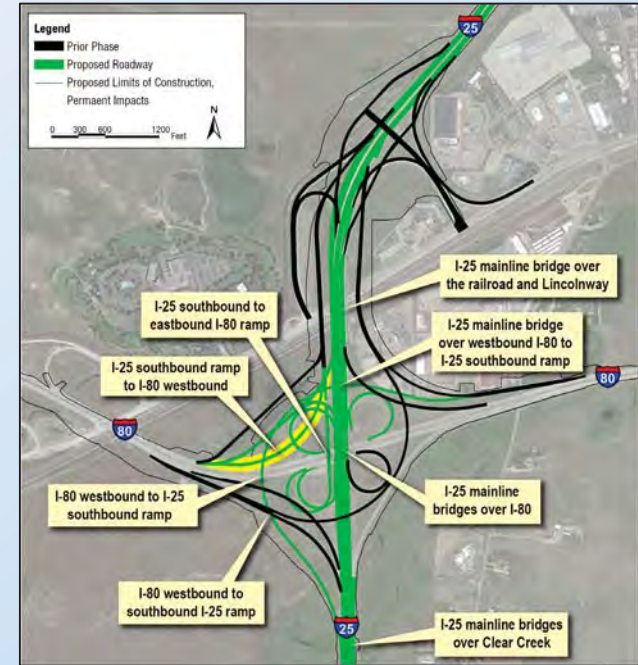 Legend
Prior Phase
Proposed Roadway
Proposed Limits of Construction,
Permaent Impacts
N
0 300 600 1200
Feet
25
I-25 mainline bridge over
the railroad and Lincolnway
I-25 southbound to
eastbound I-80 ramp
I-25 mainline bridge
over westbound I-80 to
I-25 southbound ramp
I-25 southbound ramp
to I-80 westbound
80
80
I-80 westbound to I-25
southbound ramp
I-25 mainline
bridges over I-80
I-80 westbound to
southbound I-25 ramp
25
I-25 mainline bridges
over Clear Creek